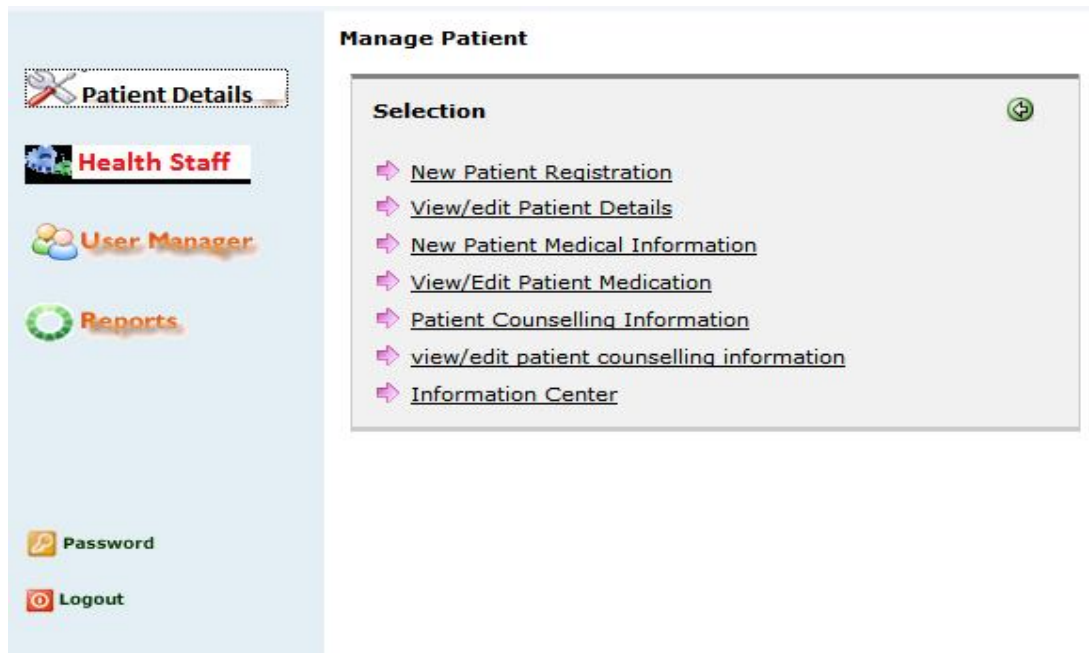 Manage Patient
Patient Details
Health Staff
User Manager
Reports
Password
Logout
Selection
New Patient Registration
View/edit Patient Details
New Patient Medical Information
View/Edit Patient Medication
Patient Counselling Information
view/edit patient counselling information
Information Center